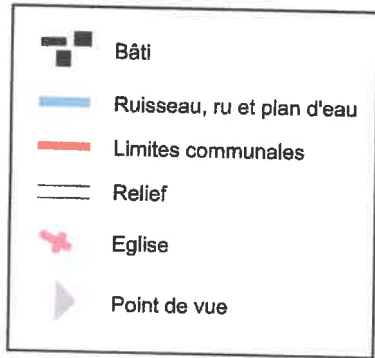 Bâti
Ruisseau, ru et plan d'eau
Limites communales
Relief
Eglise
Point de vue